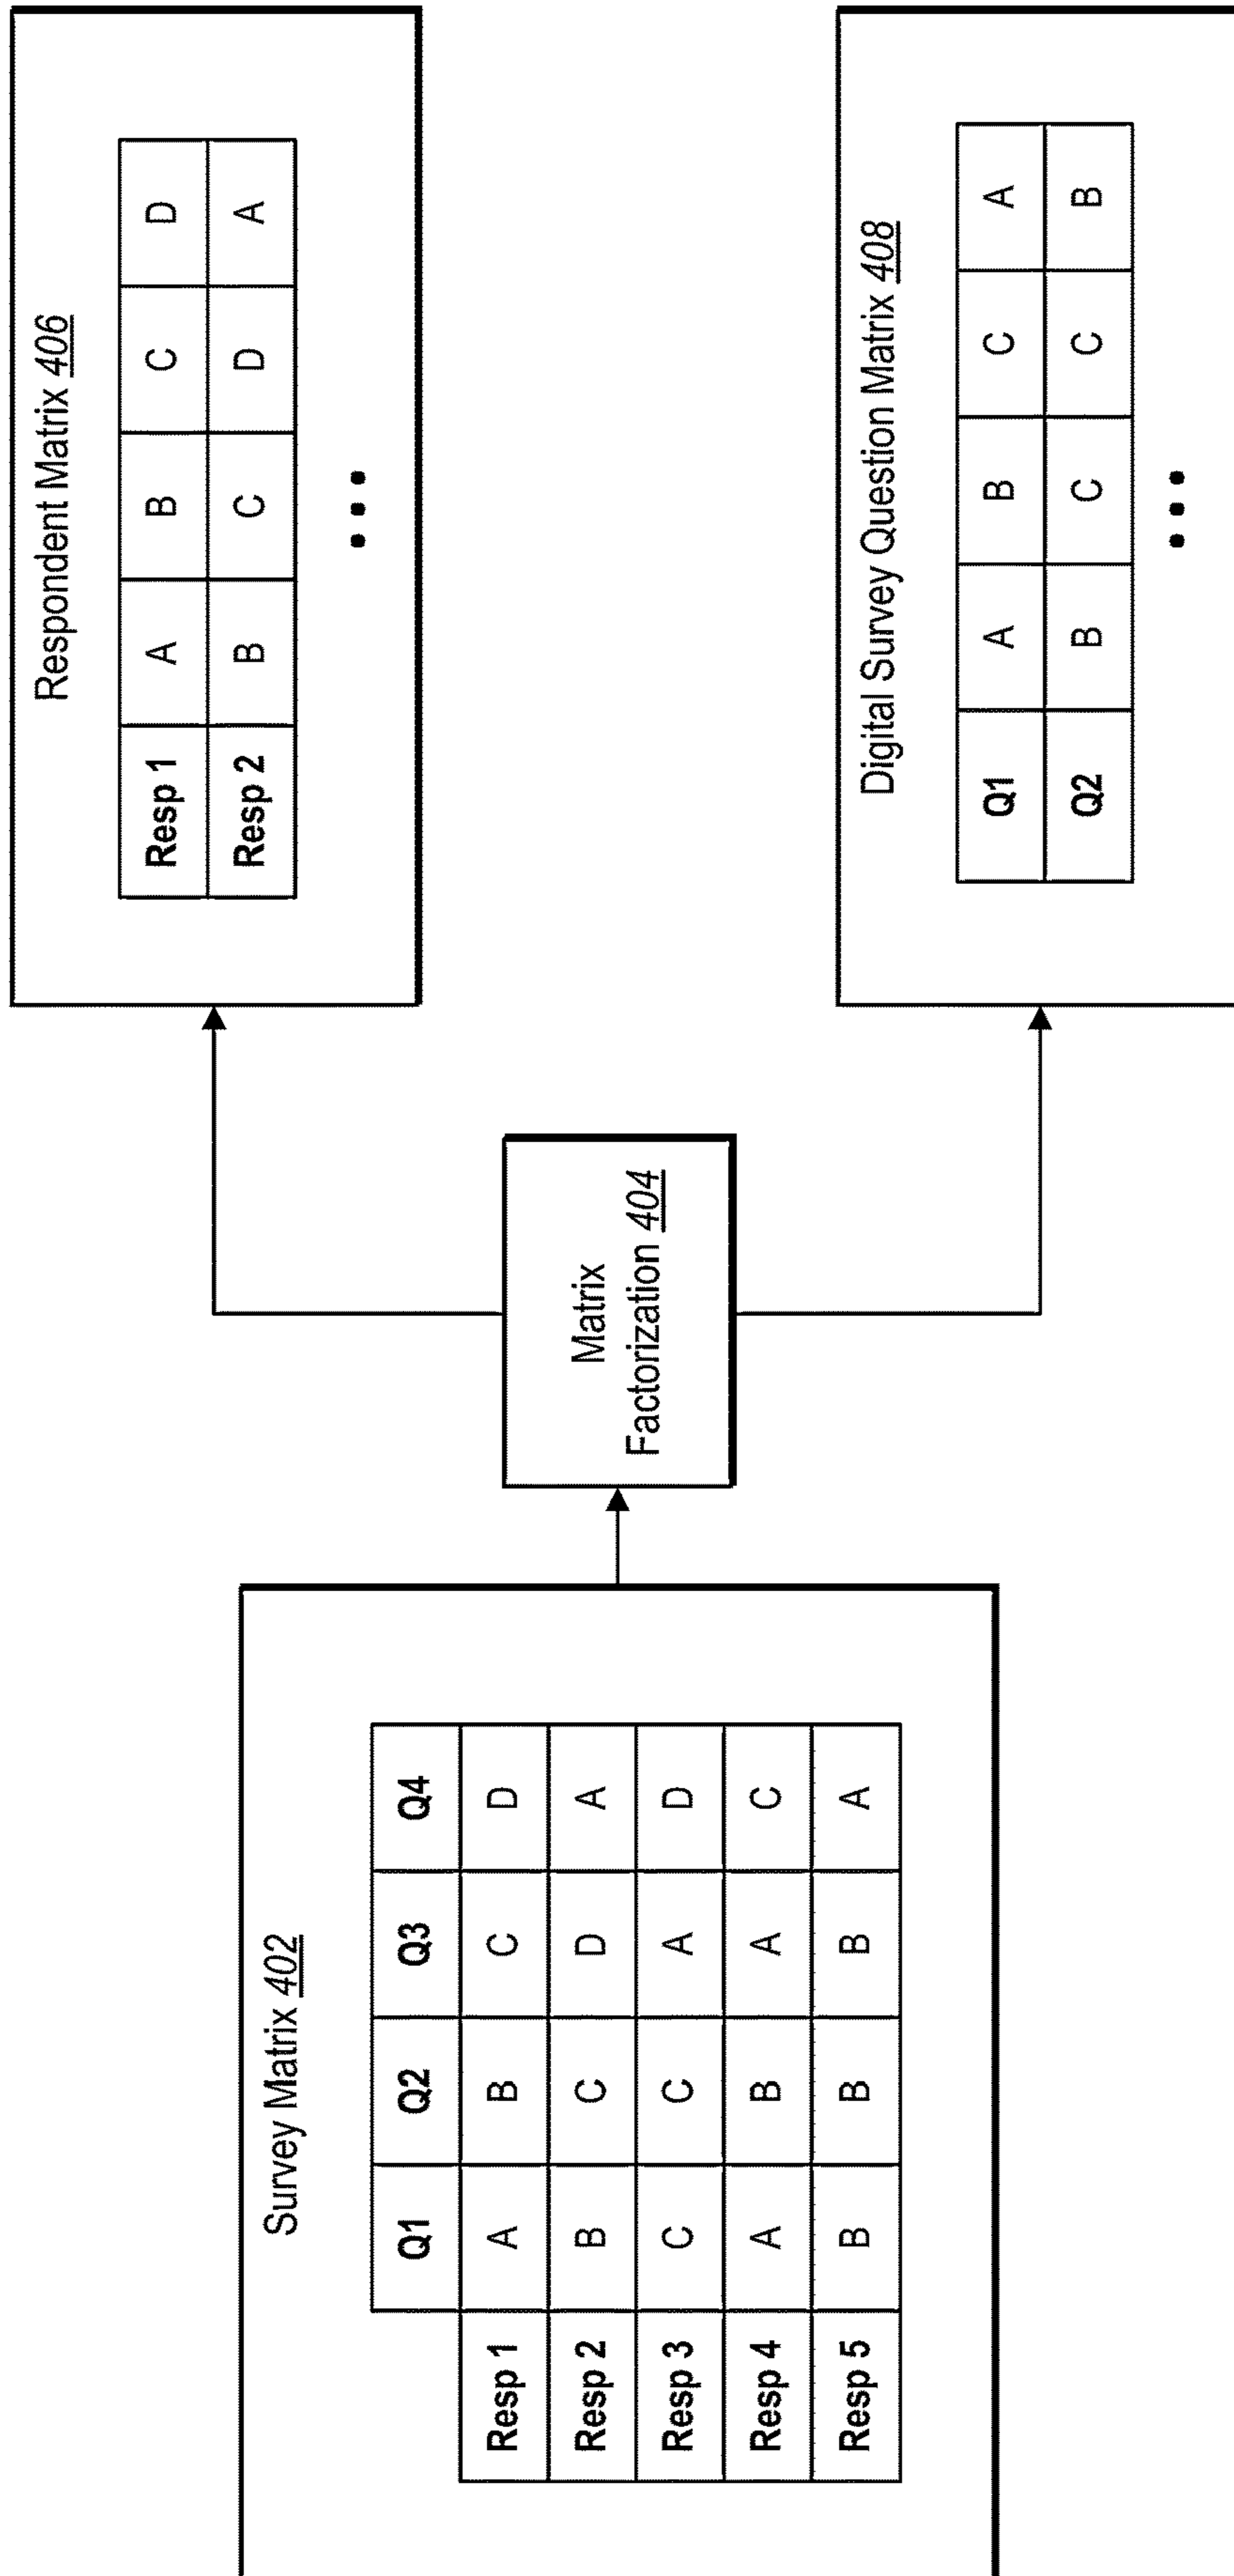 Survey Matrix 402
Q1 Q2 Q3 Q4
Resp 1 A B C D
Resp 2 B C D A
Resp 3 C C A D
Resp 4 A B A C
Resp 5 B B B A
Matrix
Factorization 404
Respondent Matrix 406
Resp 1 A B C D
Resp 2 B C D A
Digital Survey Question Matrix 408
Q1 A B C A
Q2 B C C B